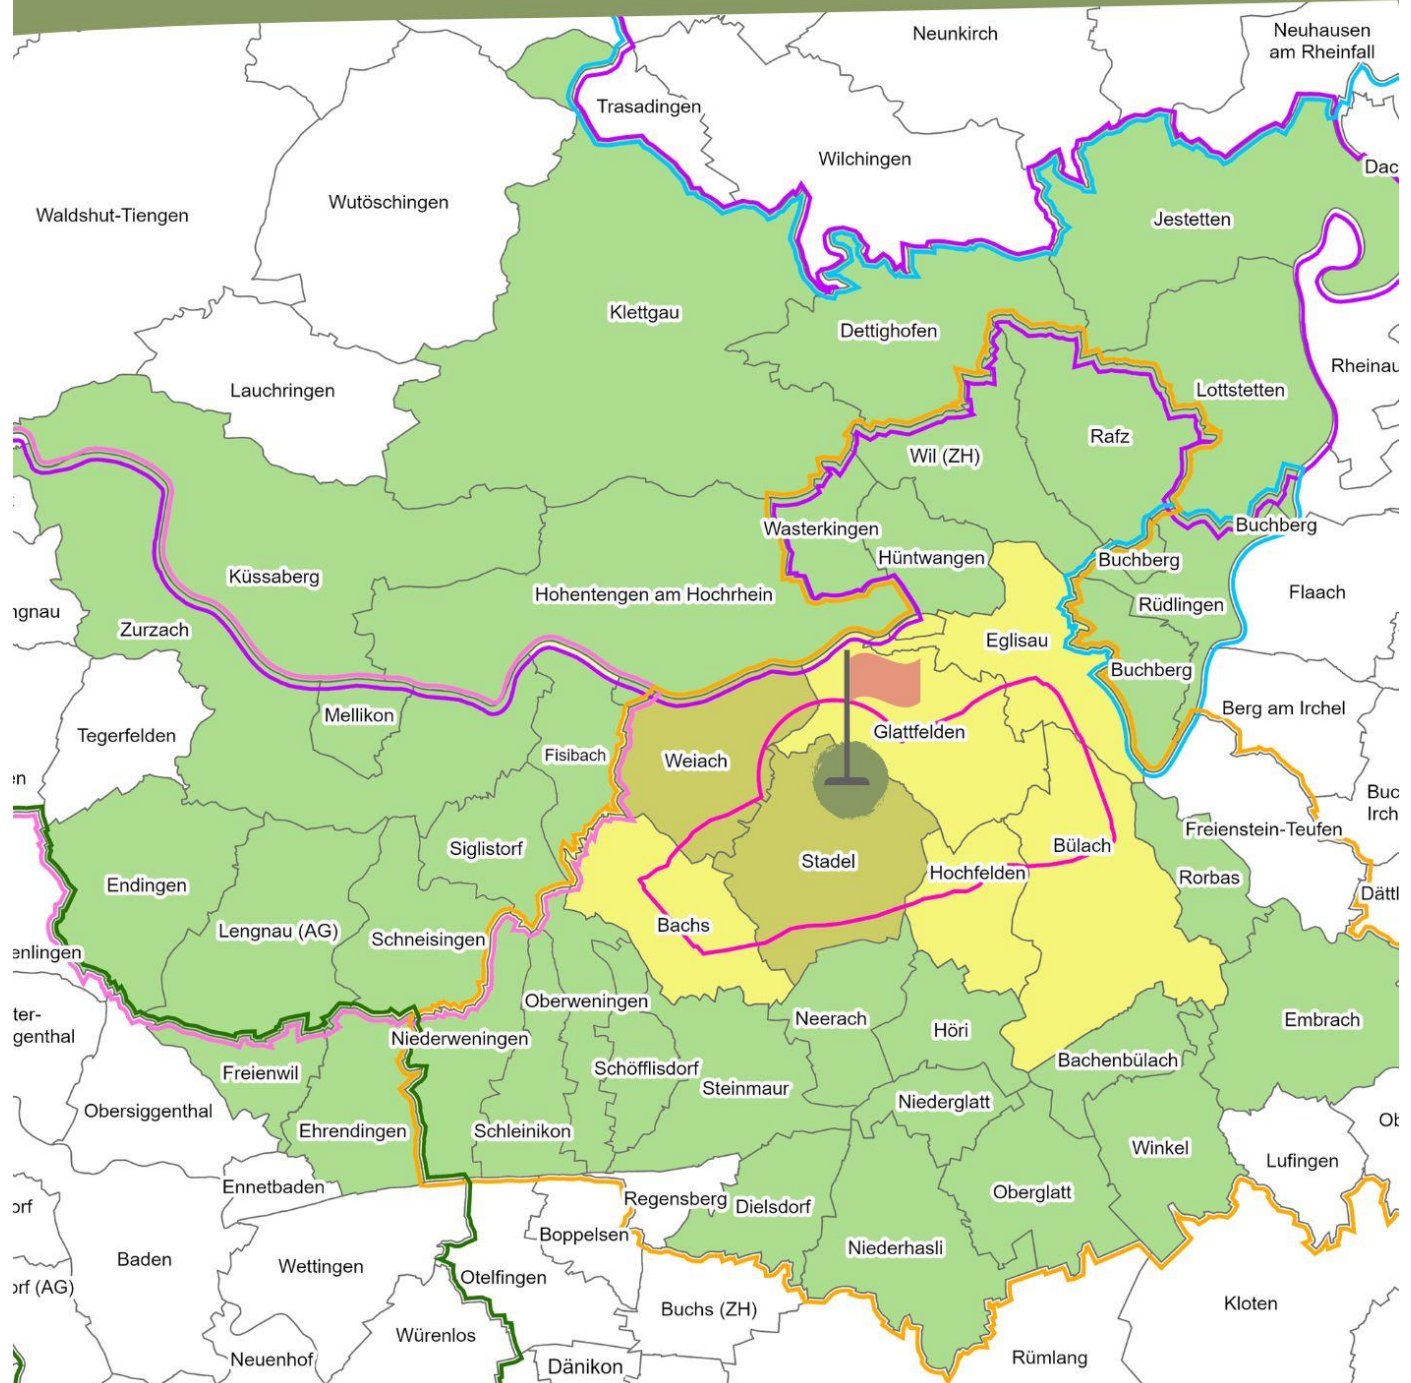 Neunkirch
Neuhausen
am Rheinfall
Trasadingen
Wilchingen
Dac
Wutöschingen
Waldshut-Tiengen
Jestetten
Klettgau
Dettighofen
Rheinau
Lauchringen
Lottstetten
Rafz
Wil (ZH)
Wasterkingen
Buchberg
Hüntwangen
Buchberg
Küssaberg
Hohentengen am Hochrhein
Flaach
Rüdlingen
ngnau
Zurzach
Eglisau
Buchberg
Berg am Irchel
Mellikon
Tegerfelden
Glattfelden
Fisibach
Weiach
en
Buc
Irch
Freienstein-Teufen
Siglistorf
Bülach
Stadel
Hochfelden
Rorbas
Endingen
Dättl
Bachs
Lengnau (AG)
Schneisingen
enlingen
Oberweningen
ter-
genthal
Neerach
Embrach
Höri
Niederweningen
Bachenbülach
Schöfflisdorf
Freienwil
Steinmaur
Niederglatt
Obersiggenthal
Ob
Ehrendingen
Schleinikon
Winkel
Lufingen
Ennetbaden
Oberglatt
Regensberg
Dielsdorf
orf
Boppelsen
Niederhasli
Baden
Wettingen
Otelfingen
orf (AG)
Kloten
Buchs (ZH)
Würenlos
Rümlang
Neuenhof
Dänikon